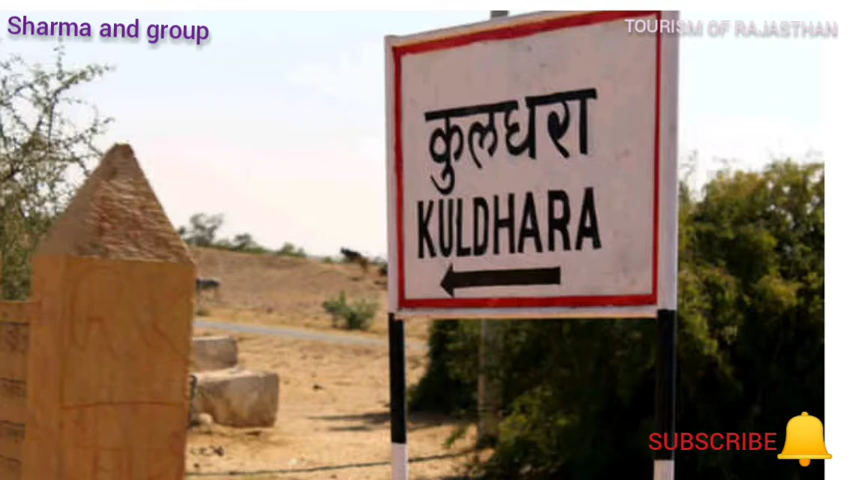 Sharma and group
TOURISM OF RAJASTHAN
कुलधरा
KULDHARA
SUBSCRIBE